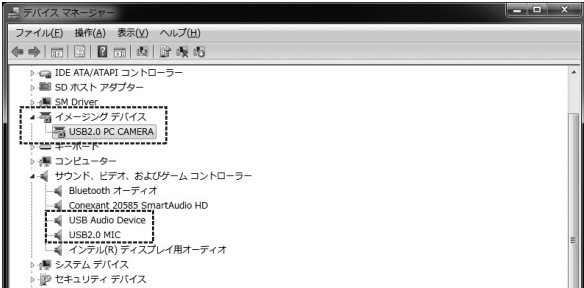 デバイス マネージャー
ファイル(F) 操作(A) 表示(V) ヘルプ(H)
IDE ATA/ATAPI コントローラー
SD ホスト アダプター
SM Driver
イメージング デバイス
USB2.0 PC CAMERA
キーボード
コンピューター
サウンド、ビデオ、およびゲーム コントローラー
Bluetooth オーディオ
Conexant 20585 SmartAudio HD
USB Audio Device
USB2.0 MIC
インテル(R) ディスプレイ用オーディオ
システム デバイス
セキュリティ デバイス